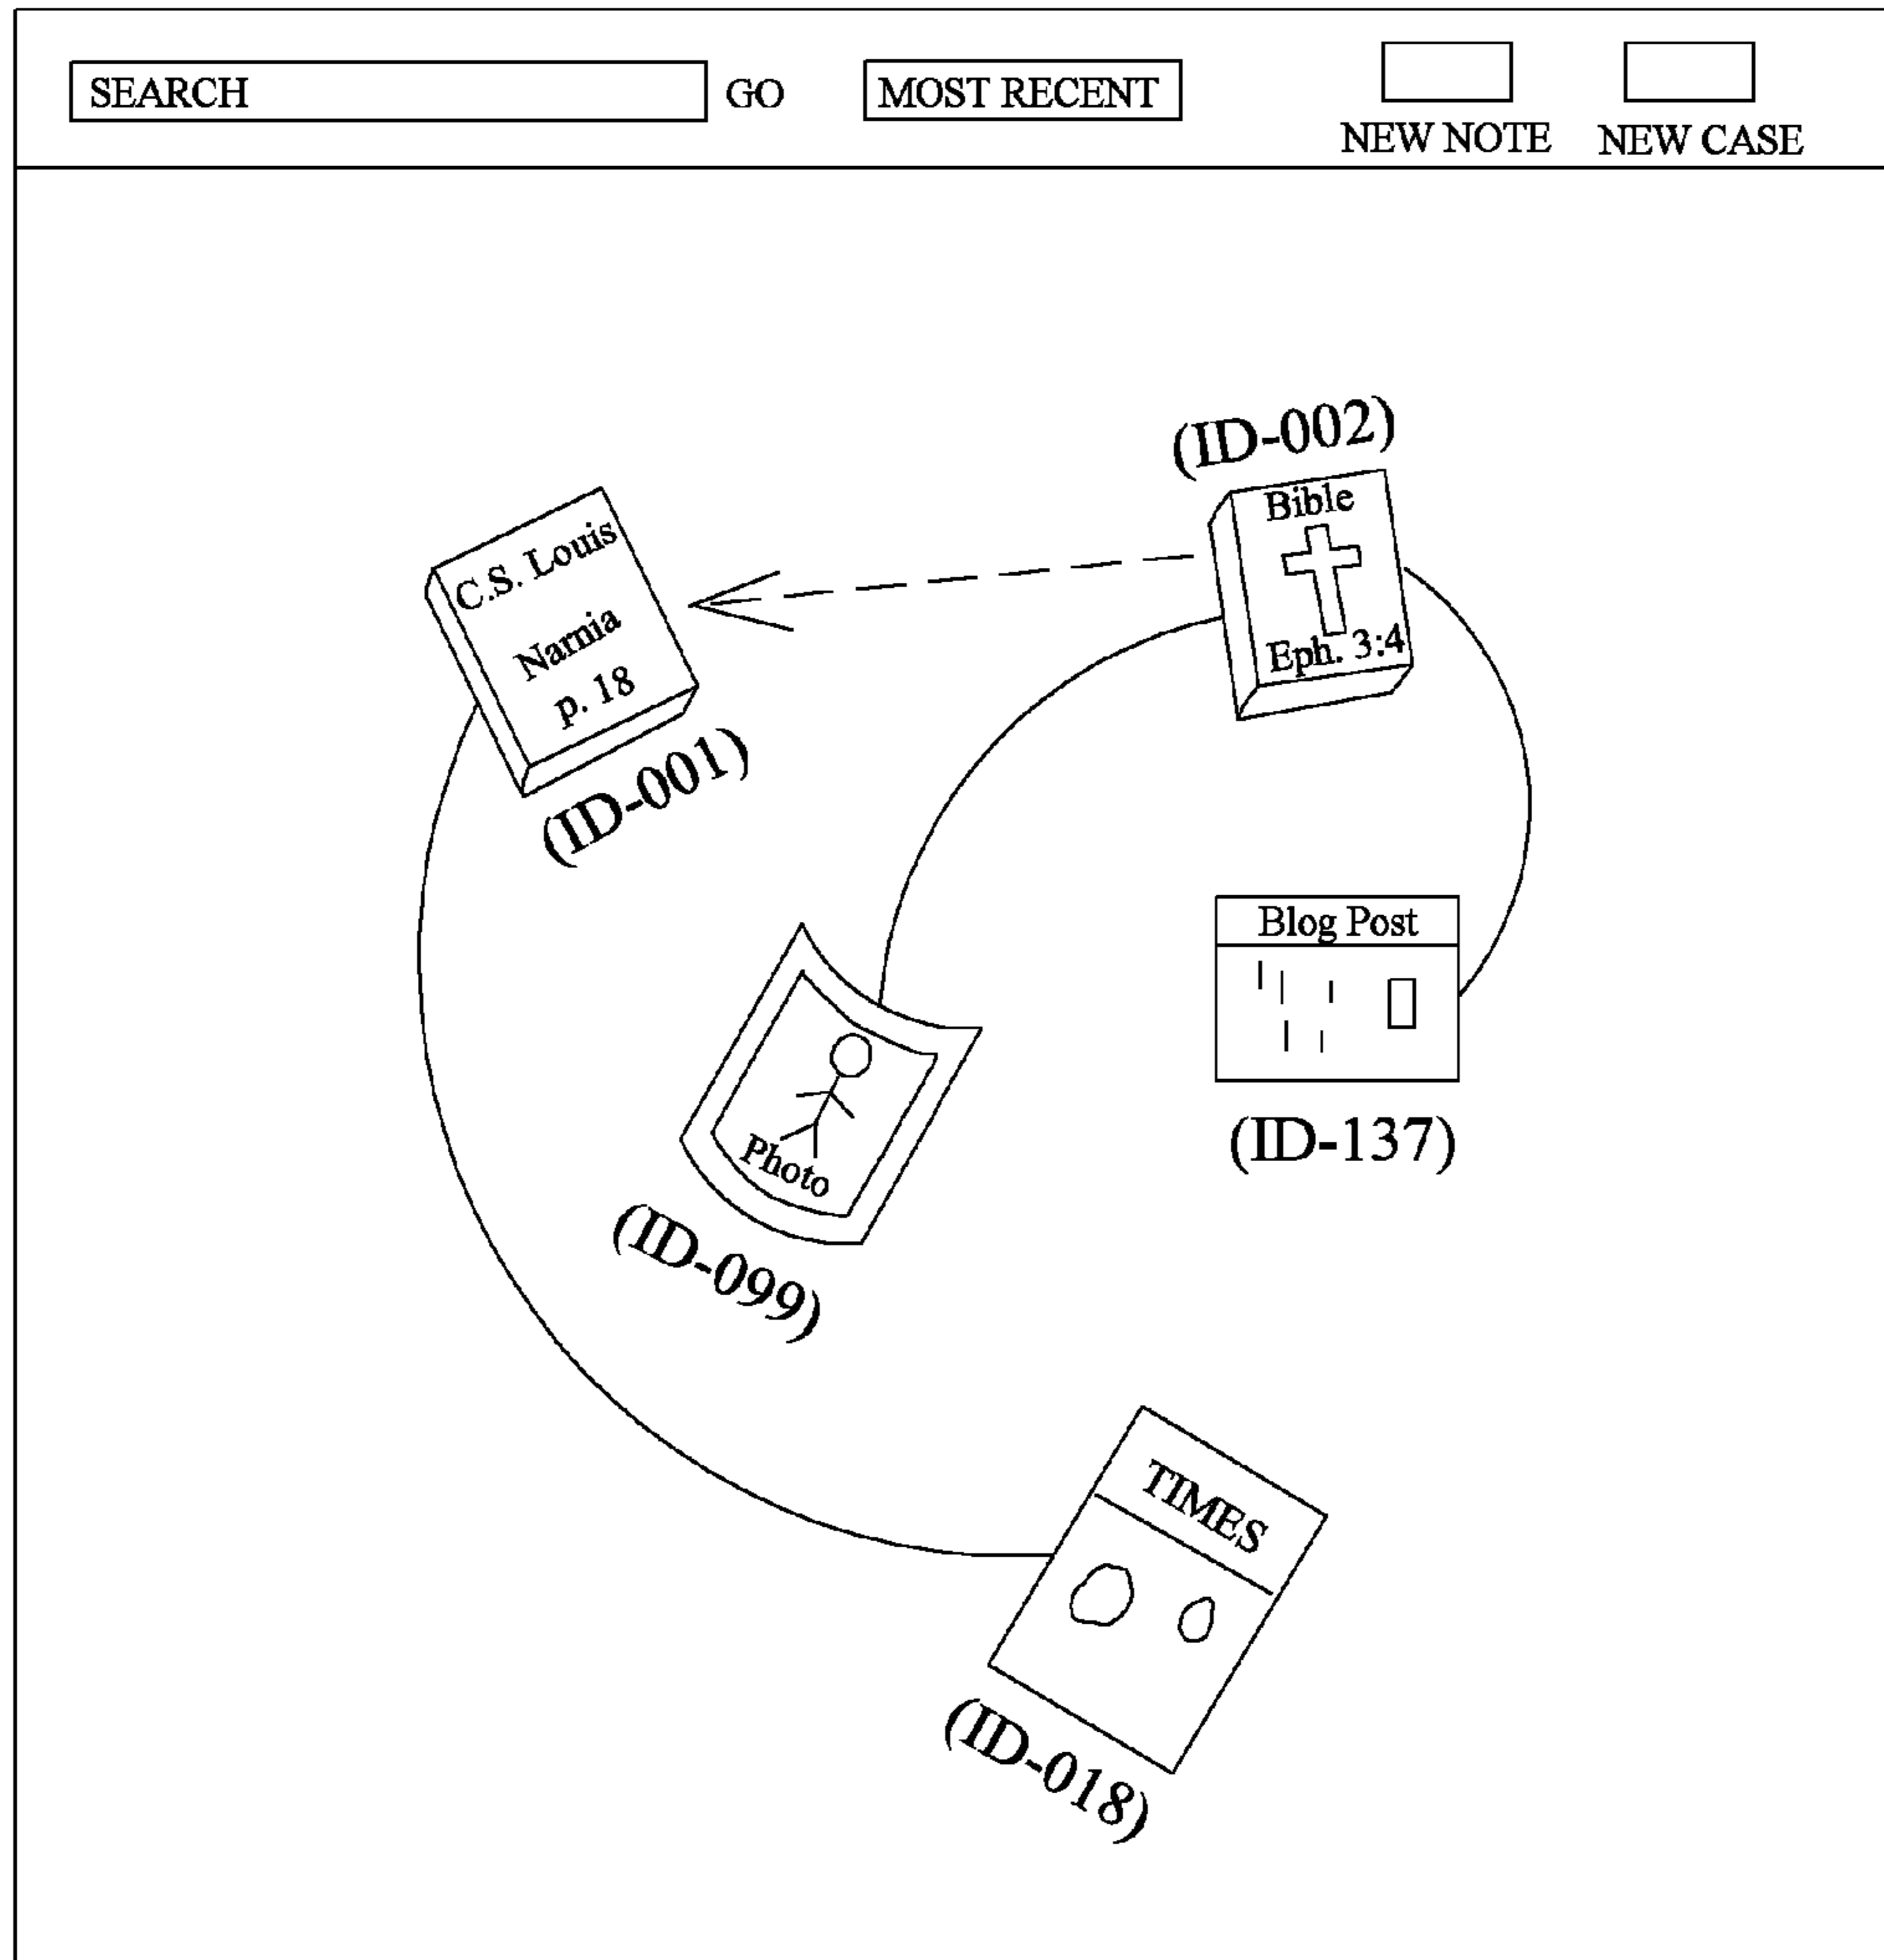 SEARCH
GO
MOST RECENT
NEW NOTE
NEW CASE
(ID-002)
Bible
Eph. 3:4
C.S. Louis
Narnia
p. 18
(ID-001)
Blog Post
(ID-137)
Photo
(ID-099)
TIMES
(ID-018)